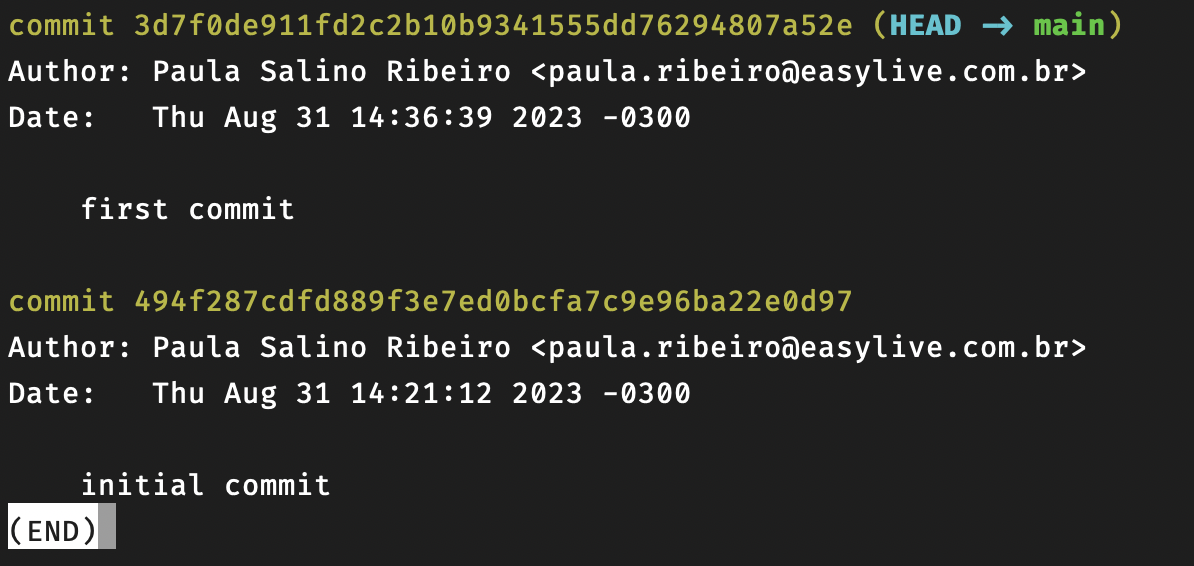 commit 3d7f0de911fd2c2b10b9341555dd76294807a52e (HEAD -> main)
Author: Paula Salino Ribeiro <paula.ribeiro@easylive.com.br>
Date:   Thu Aug 31 14:36:39 2023 -0300
first commit
commit 494f287cdfd889f3e7ed0bcfa7c9e96ba22e0d97
Author: Paula Salino Ribeiro <paula.ribeiro@easylive.com.br>
Date:   Thu Aug 31 14:21:12 2023 -0300
initial commit
(END)